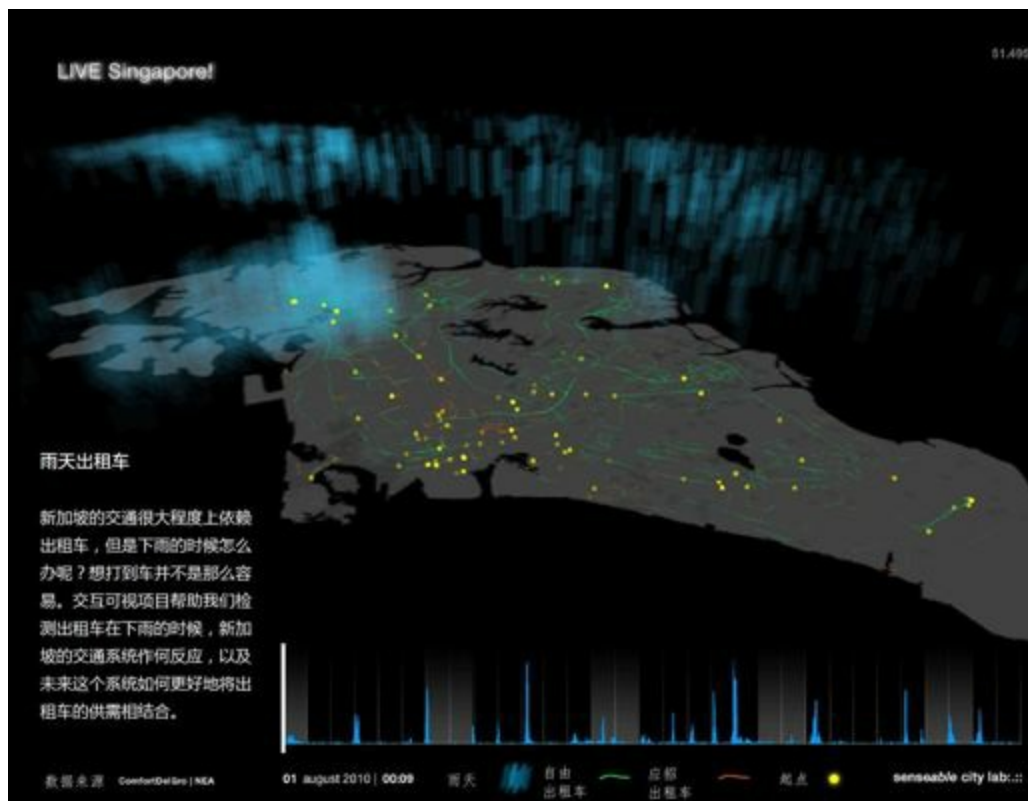 LIVE Singapore!
雨天出租车
新加坡的交通很大程度上依赖
出租车，但是下雨的时候怎么
办呢？想打到车并不是那么容
易。交互可视项目帮助我们检
测出租车在下雨的时候，新加
坡的交通系统作何反应，以及
未来这个系统如何更好地将出
租车的供需相结合。
数据来源 ComfortDelGro | NEA
01 august 2010 | 00:09
雨天
自由
出租车
应招
出租车
起点
senseable city lab:.::